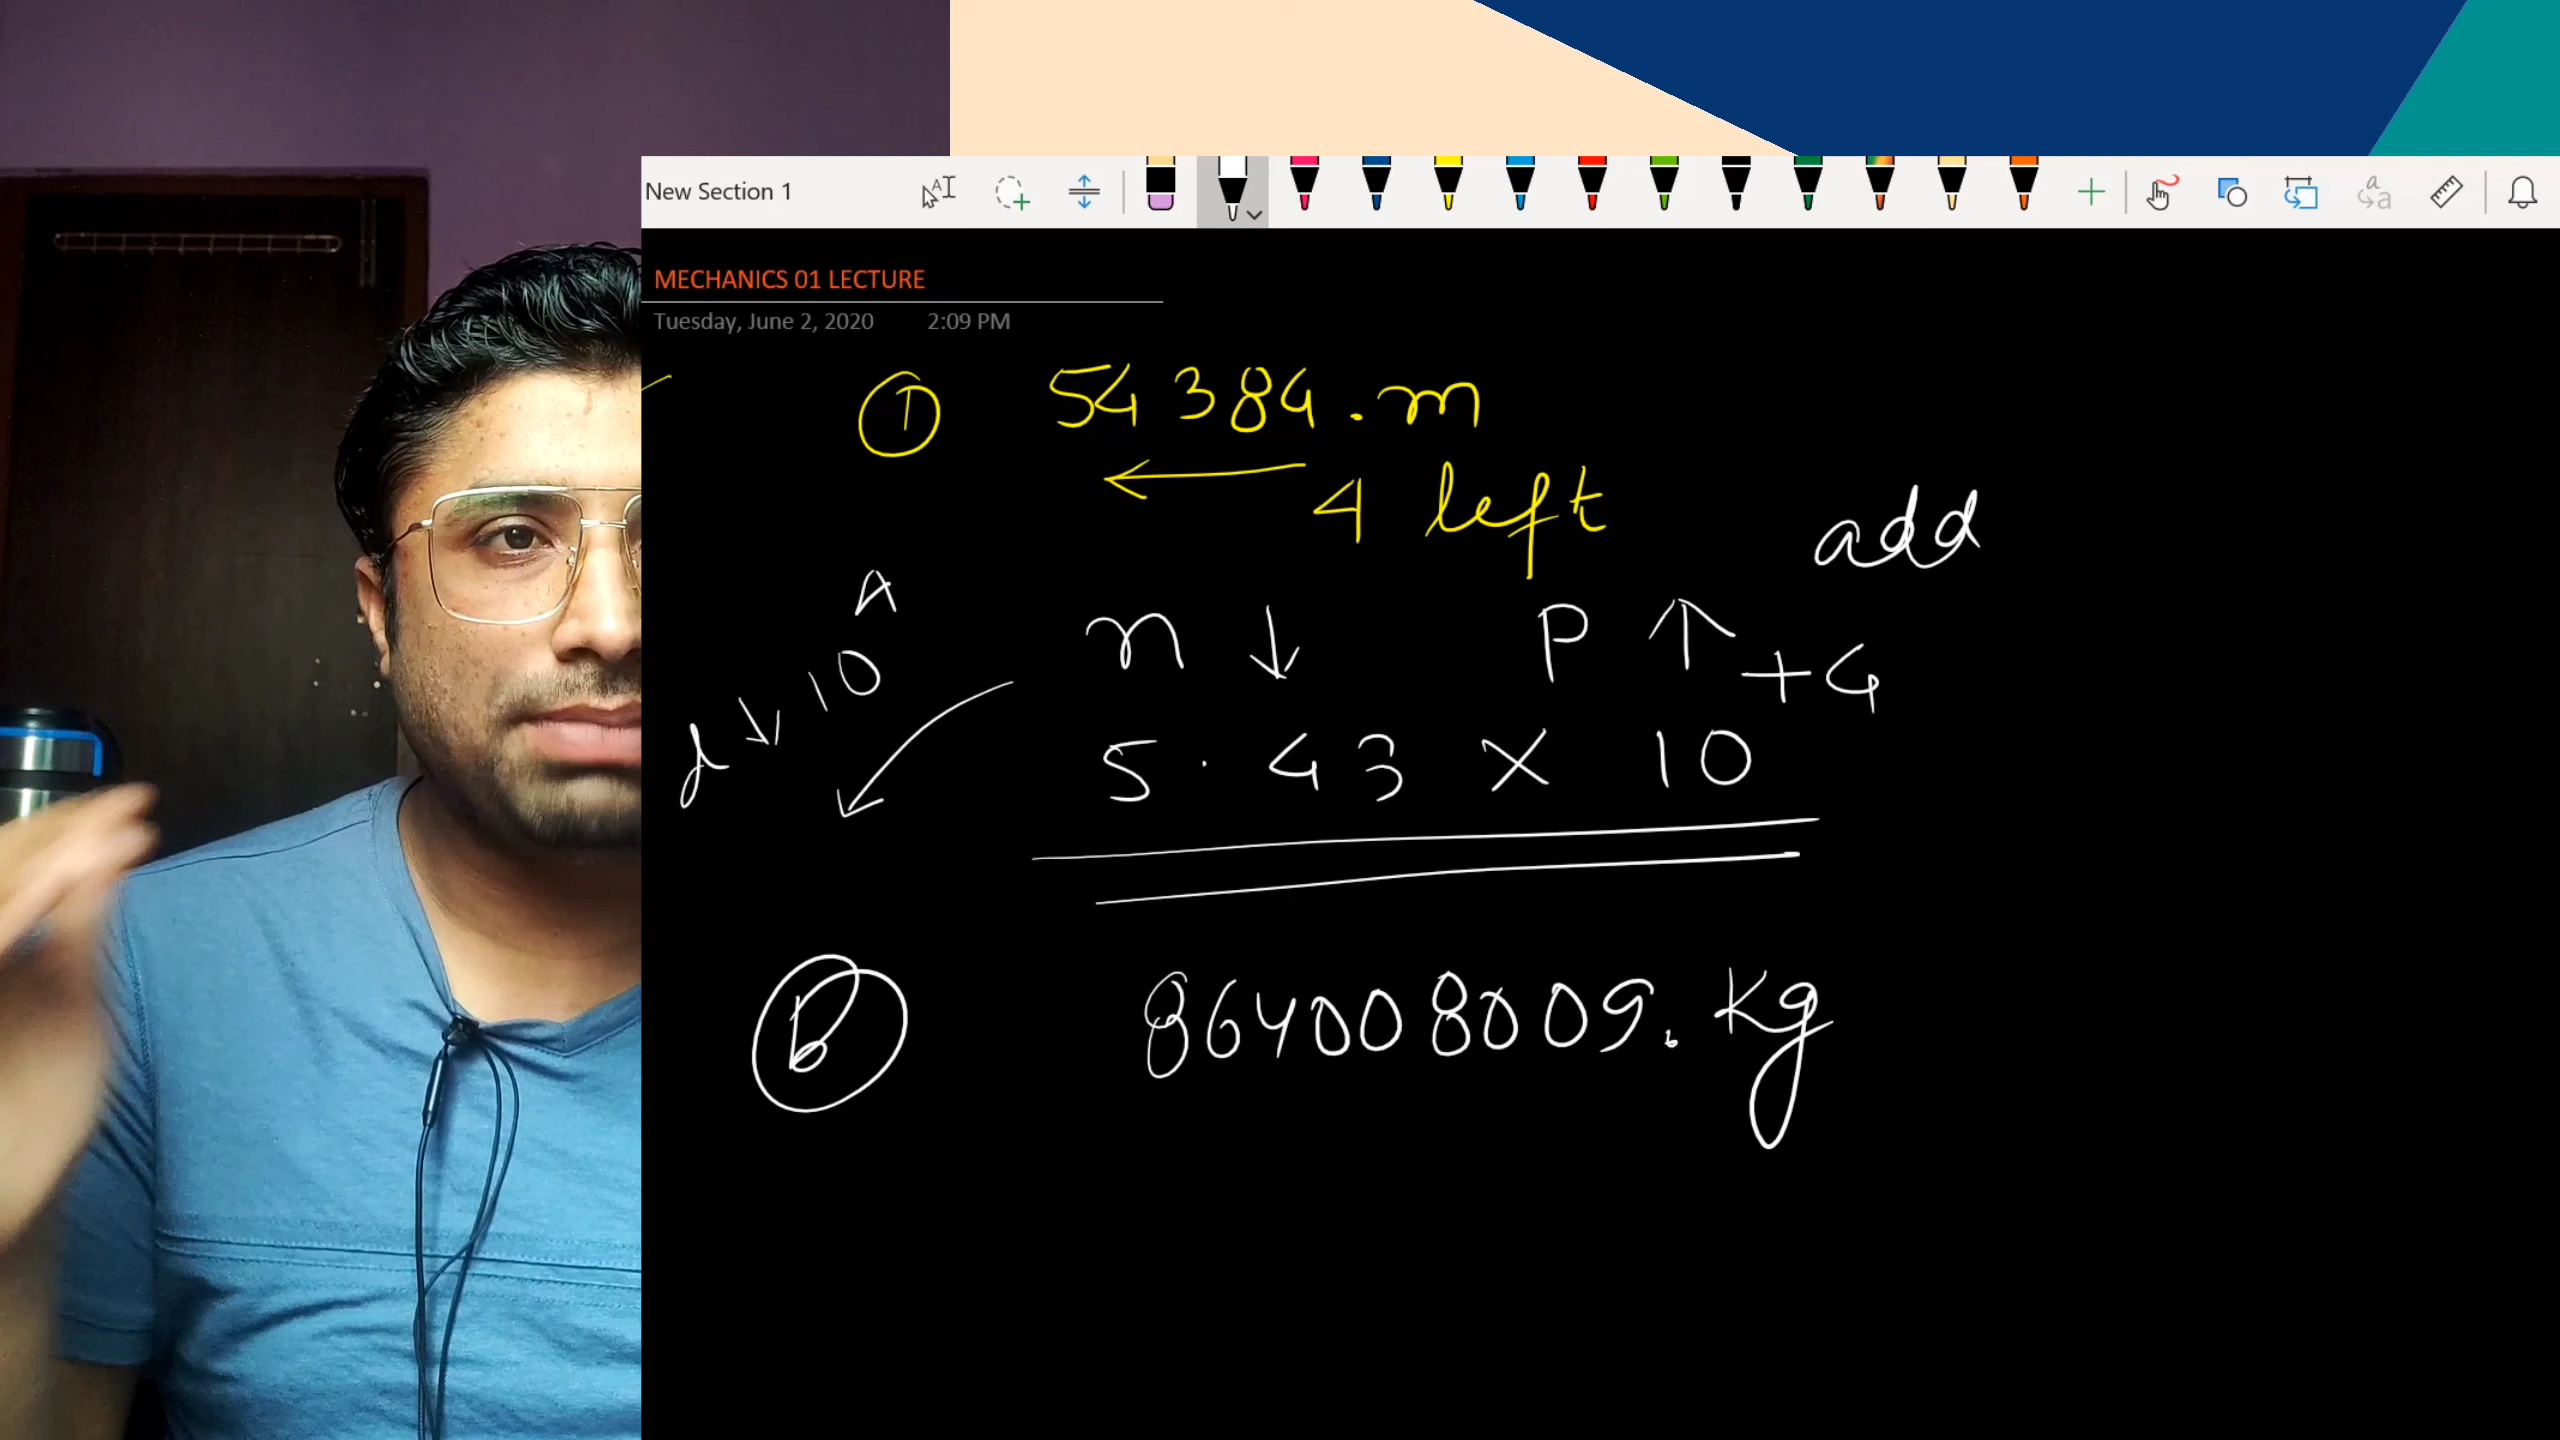 New Section 1
MECHANICS 01 LECTURE
Tuesday, June 2, 2020 2:09 PM
① 54384.m
4 left
add
n ↓ P ↑ +4
d ↓ 10^A
5.43 × 10
B 864008009. Kg